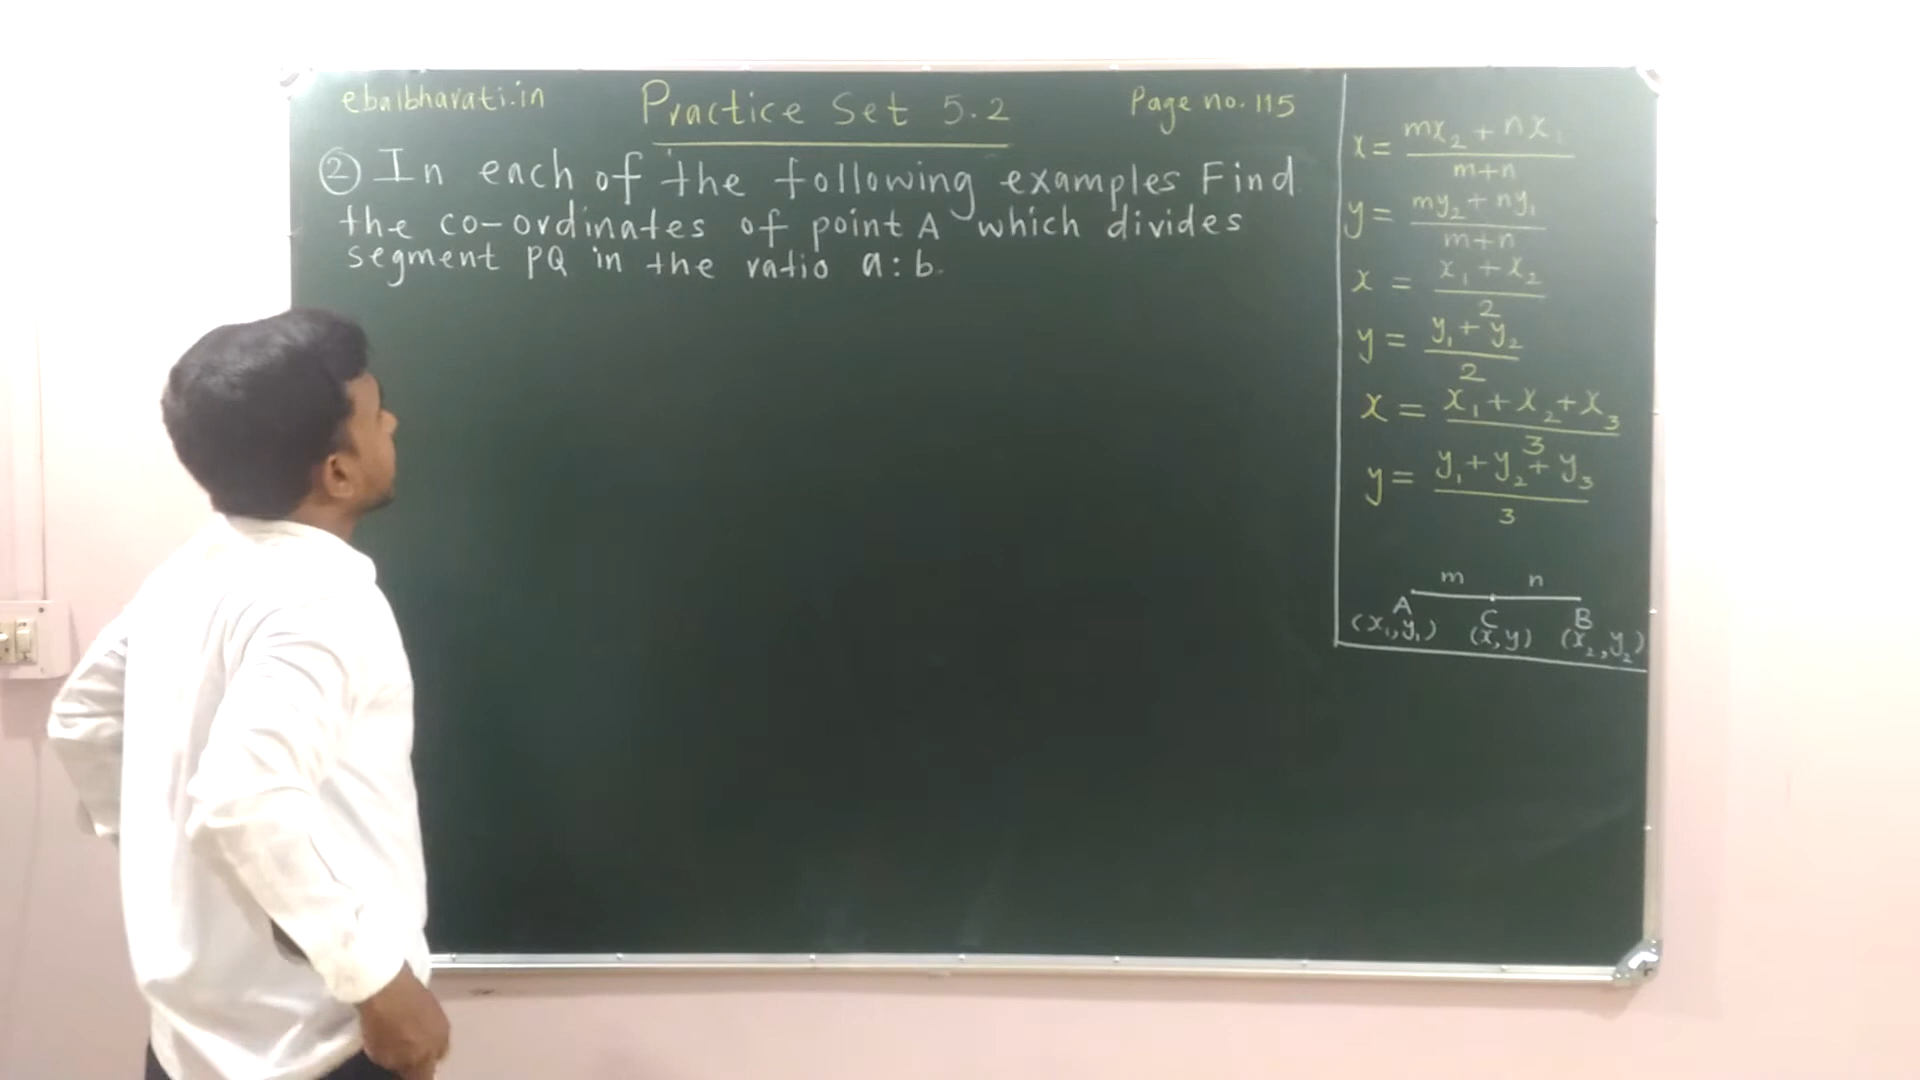 ebalbharati.in
Practice Set 5.2
Page no. 115
② In each of the following examples Find
the co-ordinates of point A which divides
segment PQ in the ratio a:b.
x = mx₂ + nx₁ / m+n
y = my₂ + ny₁ / m+n
x = x₁ + x₂ / 2
y = y₁ + y₂ / 2
x = x₁ + x₂ + x₃ / 3
y = y₁ + y₂ + y₃ / 3
m n
A C B
(x₁,y₁) (x,y) (x₂,y₂)